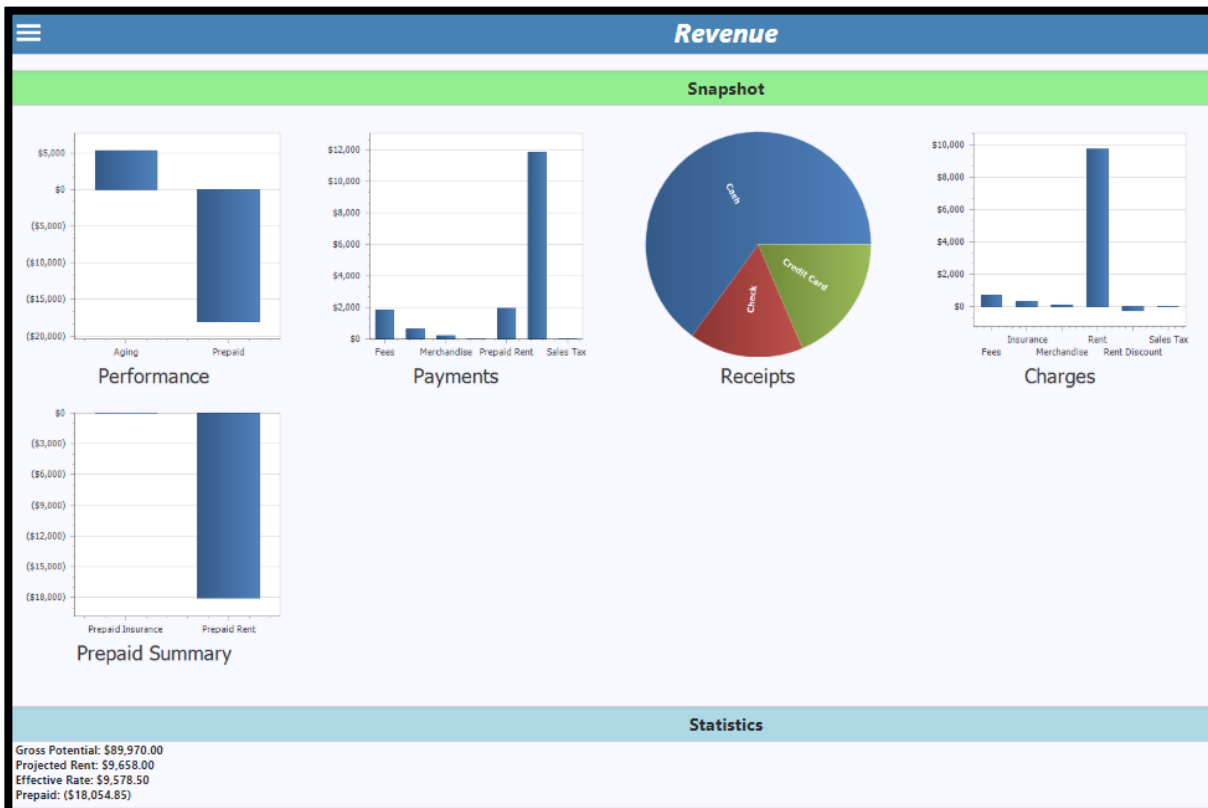 Revenue
Snapshot
$5,000
$0
($5,000)
($10,000)
($15,000)
($20,000)
Aging Prepaid
Performance
$12,000
$10,000
$8,000
$6,000
$4,000
$2,000
$0
Fees Merchandise Prepaid Rent Sales Tax
Payments
Cash
Credit Card
Check
Receipts
$10,000
$8,000
$6,000
$4,000
$2,000
$0
Insurance Rent Sales Tax
Fees Merchandise Rent Discount
Charges
$0
($3,000)
($6,000)
($9,000)
($12,000)
($15,000)
($18,000)
Prepaid Insurance Prepaid Rent
Prepaid Summary
Statistics
Gross Potential: $89,970.00
Projected Rent: $9,658.00
Effective Rate: $9,578.50
Prepaid: ($18,054.85)